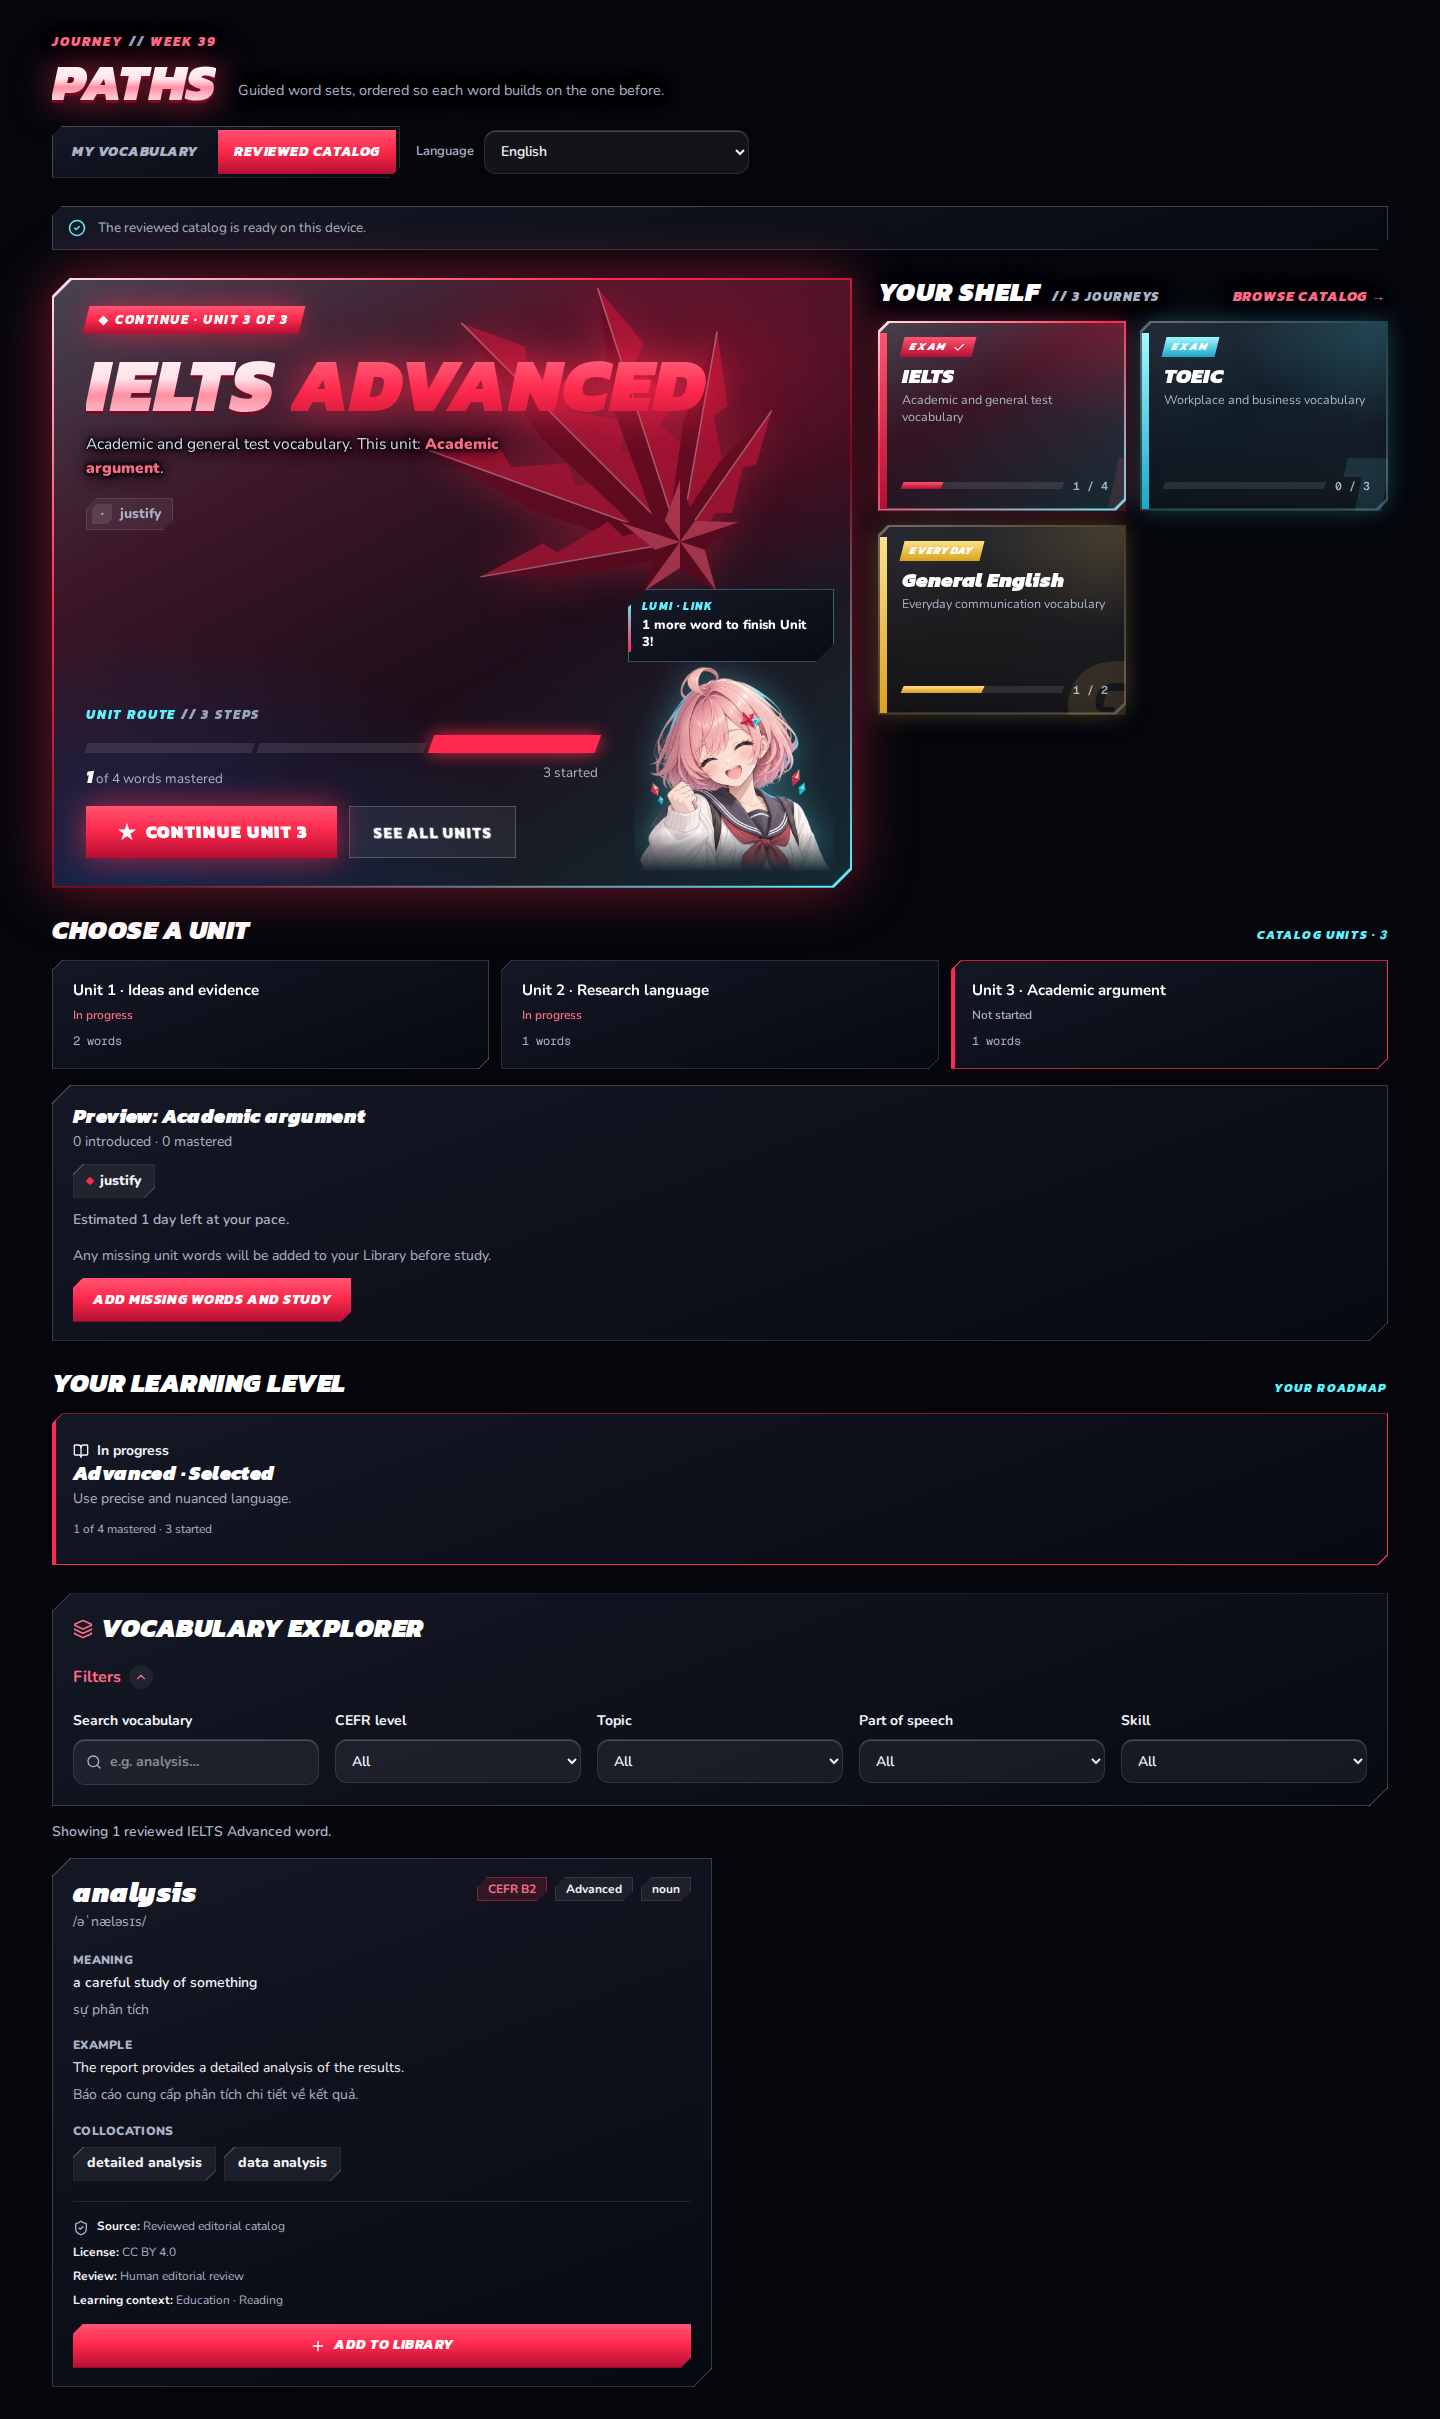 JOURNEY // WEEK 39
PATHS
Guided word sets, ordered so each word builds on the one before.
MY VOCABULARY
REVIEWED CATALOG
Language
English
The reviewed catalog is ready on this device.
◆ CONTINUE · UNIT 3 OF 3
IELTS ADVANCED
Academic and general test vocabulary. This unit: Academic
argument.
· justify
LUMI · LINK
1 more word to finish Unit
3!
UNIT ROUTE // 3 STEPS
1 of 4 words mastered
3 started
★ CONTINUE UNIT 3
SEE ALL UNITS
YOUR SHELF // 3 JOURNEYS
BROWSE CATALOG →
EXAM ✓
IELTS
Academic and general test
vocabulary
1 / 4
EXAM
TOEIC
Workplace and business vocabulary
0 / 3
EVERYDAY
General English
Everyday communication vocabulary
1 / 2
CHOOSE A UNIT
CATALOG UNITS · 3
Unit 1 · Ideas and evidence
In progress
2 words
Unit 2 · Research language
In progress
1 words
Unit 3 · Academic argument
Not started
1 words
Preview: Academic argument
0 introduced · 0 mastered
◆ justify
Estimated 1 day left at your pace.
Any missing unit words will be added to your Library before study.
ADD MISSING WORDS AND STUDY
YOUR LEARNING LEVEL
YOUR ROADMAP
In progress
Advanced · Selected
Use precise and nuanced language.
1 of 4 mastered · 3 started
VOCABULARY EXPLORER
Filters
Search vocabulary
e.g. analysis...
CEFR level
All
Topic
All
Part of speech
All
Skill
All
Showing 1 reviewed IELTS Advanced word.
analysis
CEFR B2
Advanced
noun
/əˈnæləsɪs/
MEANING
a careful study of something
sự phân tích
EXAMPLE
The report provides a detailed analysis of the results.
Báo cáo cung cấp phân tích chi tiết về kết quả.
COLLOCATIONS
detailed analysis
data analysis
Source: Reviewed editorial catalog
License: CC BY 4.0
Review: Human editorial review
Learning context: Education · Reading
+ ADD TO LIBRARY